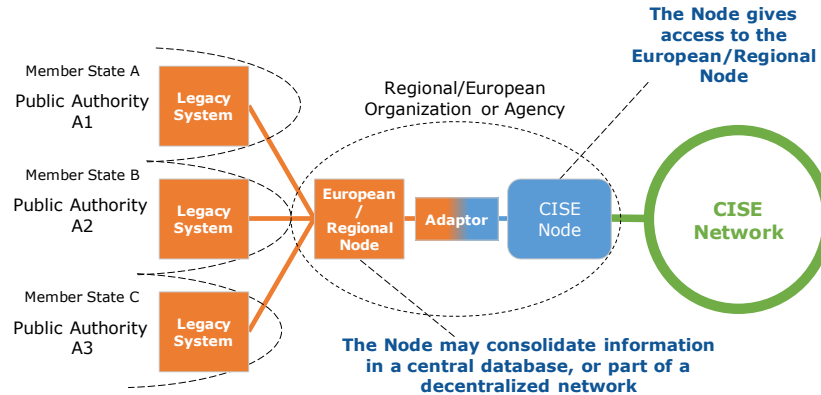 The Node gives
access to the
European/Regional
Node
Member State A
Public Authority
A1
Legacy
System
Regional/European
Organization or Agency
Member State B
Public Authority
A2
Legacy
System
European
/
Regional
Node
Adaptor
CISE
Node
CISE
Network
Member State C
Public Authority
A3
Legacy
System
The Node may consolidate information
in a central database, or part of a
decentralized network